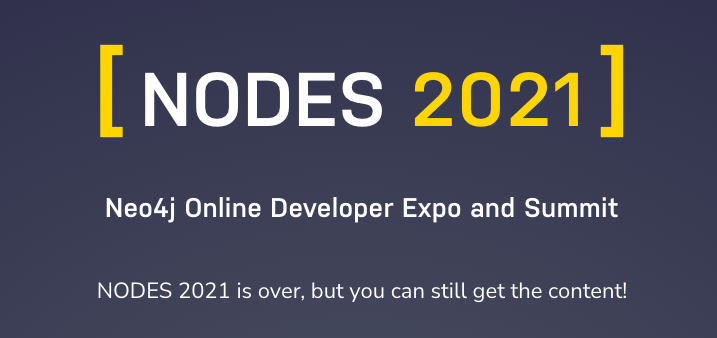 [NODES 2021]
Neo4j Online Developer Expo and Summit
NODES 2021 is over, but you can still get the content!